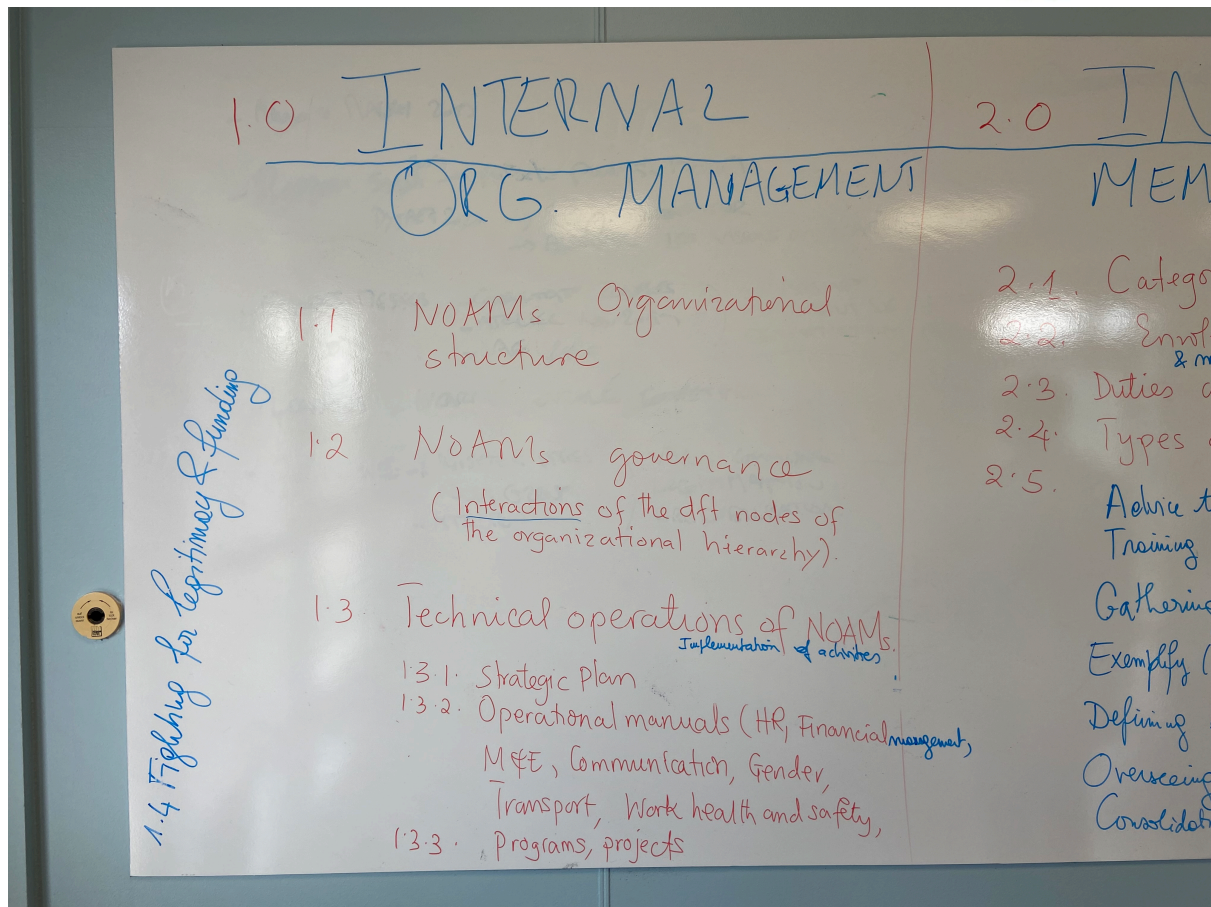 1.0 INTERNAL
ORG. MANAGEMENT
1.1 NOAMs Organizational
structure
1.2 NOAMs governance
(Interactions of the dft nodes of
the organizational hierarchy).
1.3 Technical operations of NOAMs.
Implementation of activities
1.3.1. Strategic Plan
1.3.2. Operational manuals (HR, Financial management,
M&E, Communication, Gender,
Transport, Work health and safety,
1.3.3. Programs, projects
1.4 Fighting for legitimacy & funding
2.0 IN
MEM
2.1. Catego
2.2. Enrol
& m
2.3. Duties
2.4. Types
2.5.
Advice t
Training
Gathering
Exemplify (
Defining
Overseeing
Consolidat